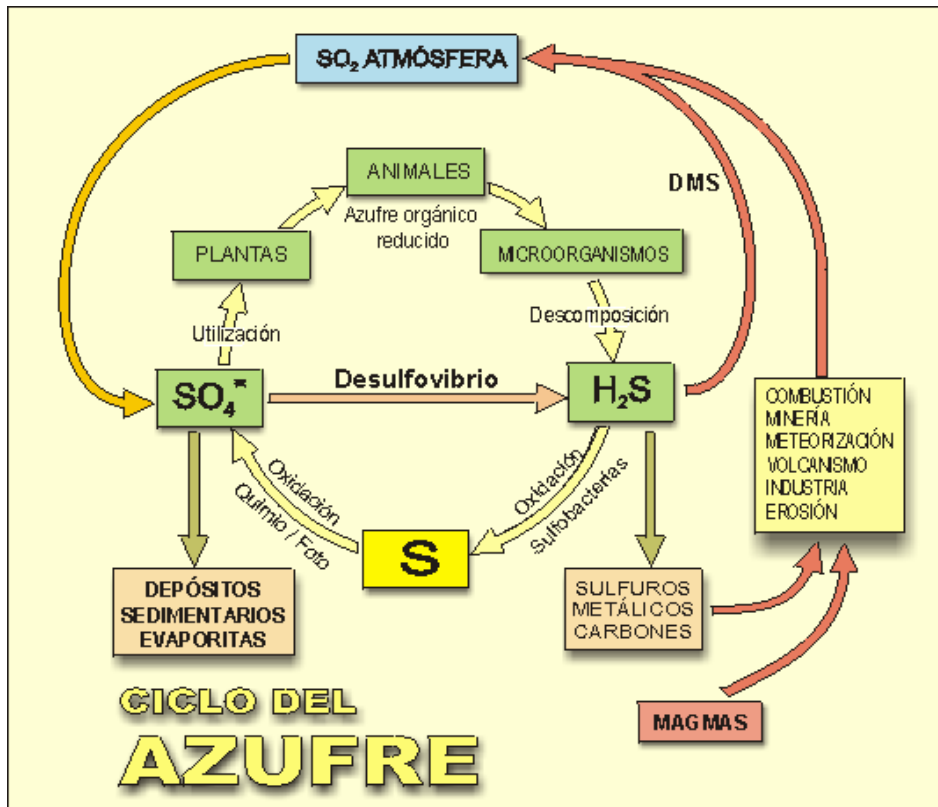 SO₂ ATMÓSFERA
ANIMALES
DMS
Azufre orgánico
reducido
PLANTAS
MICROORGANISMOS
Utilización
Descomposición
SO₄⁼
Desulfovibrio
H₂S
COMBUSTIÓN
MINERÍA
METEORIZACIÓN
VOLCANISMO
INDUSTRIA
EROSIÓN
Oxidación
Quimio / Foto
Oxidación
Sulfobacterias
S
DEPÓSITOS
SEDIMENTARIOS
EVAPORITAS
SULFUROS
METÁLICOS
CARBONES
MAGMAS
CICLO DEL
AZUFRE